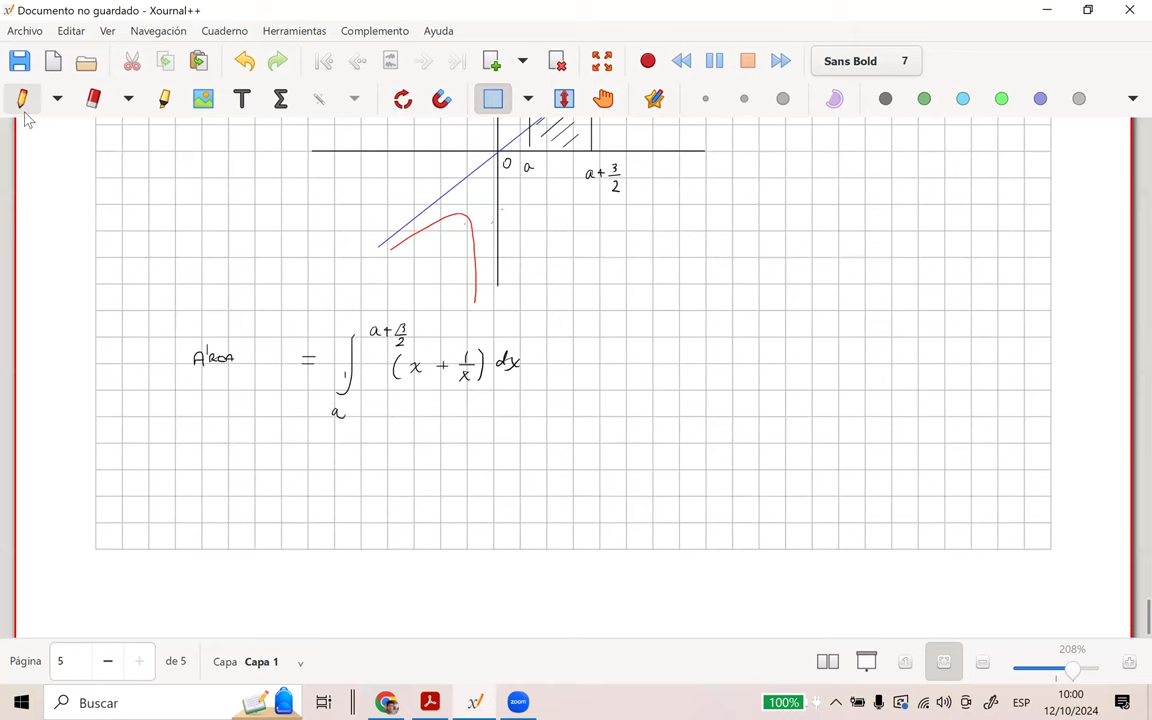 Documento no guardado - Xournal++
Archivo Editar Ver Navegación Cuaderno Herramientas Complemento Ayuda
Sans Bold 7
0 a a + 3/2
Área = ∫ₐ^(a + 3/2) (x + 1/x) dx
Página 5 de 5 Capa Capa 1 208%
Buscar zoom 100% ESP 10:00
12/10/2024